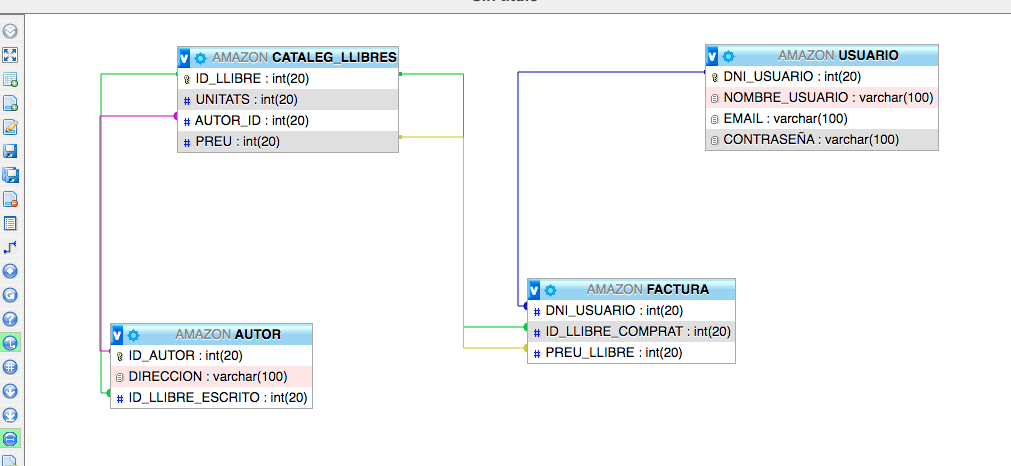 AMAZON CATALEG_LLIBRES
ID_LLIBRE : int(20)
UNITATS : int(20)
AUTOR_ID : int(20)
PREU : int(20)
AMAZON USUARIO
DNI_USUARIO : int(20)
NOMBRE_USUARIO : varchar(100)
EMAIL : varchar(100)
CONTRASEÑA : varchar(100)
AMAZON FACTURA
DNI_USUARIO : int(20)
ID_LLIBRE_COMPRAT : int(20)
PREU_LLIBRE : int(20)
AMAZON AUTOR
ID_AUTOR : int(20)
DIRECCION : varchar(100)
ID_LLIBRE_ESCRITO : int(20)